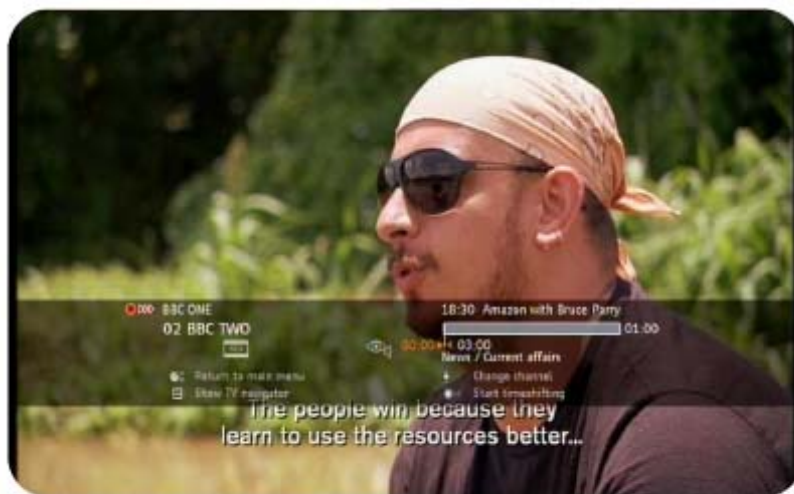 BBC ONE
18:30 Amazon with Bruce Parry
02 BBC TWO
01:00
00:00 03:00
News / Current affairs
Return to main menu
Change channel
Show TV navigator
Start timeshifting
The people win because they
learn to use the resources better...